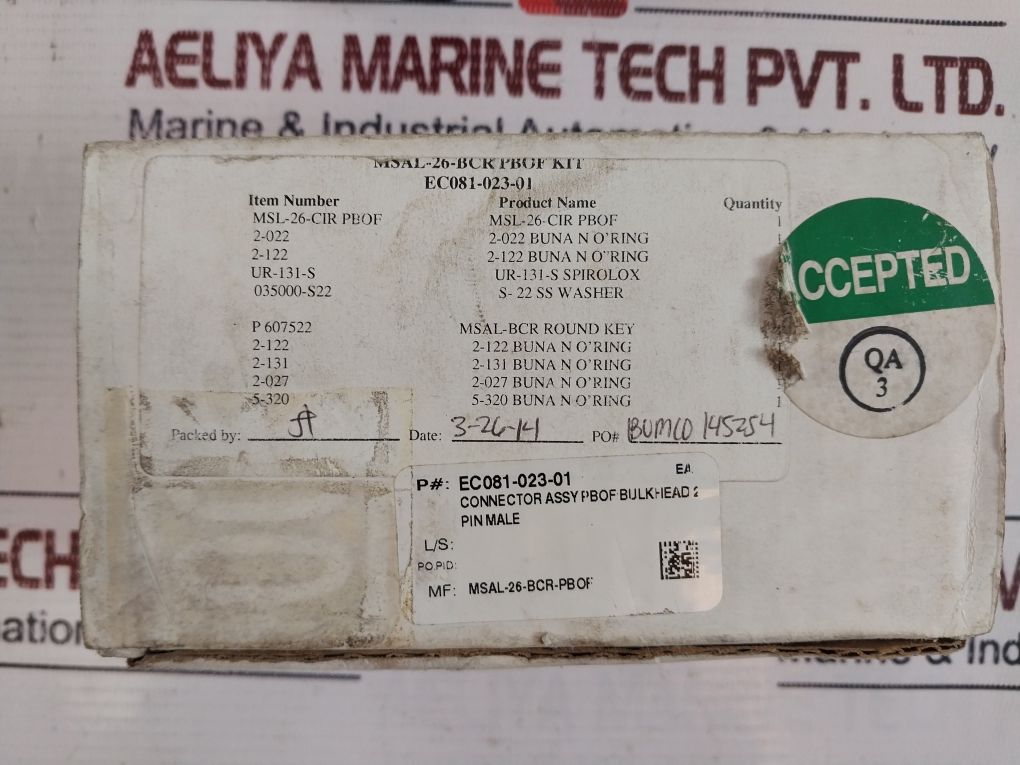 AELIYA MARINE TECH PVT. LTD.
Marine & Industrial
MSAL-26-BCR PBOF KIT
EC081-023-01
Item Number Product Name Quantity
MSL-26-CIR PBOF MSL-26-CIR PBOF 1
2-022 2-022 BUNA N O'RING
2-122 2-122 BUNA N O'RING
UR-131-S UR-131-S SPIROLOX
035000-S22 S- 22 SS WASHER
P 607522 MSAL-BCR ROUND KEY
2-122 2-122 BUNA N O'RING
2-131 2-131 BUNA N O'RING
2-027 2-027 BUNA N O'RING
5-320 5-320 BUNA N O'RING 1
Packed by: Date: 3-26-14 PO# BUMCO 145254
CCEPTED
QA
3
P#: EC081-023-01 EA
CONNECTOR ASSY PBOF BULKHEAD 2
PIN MALE
L/S:
PO.PID:
MF: MSAL-26-BCR-PBOF
ECH
ation
& Ind